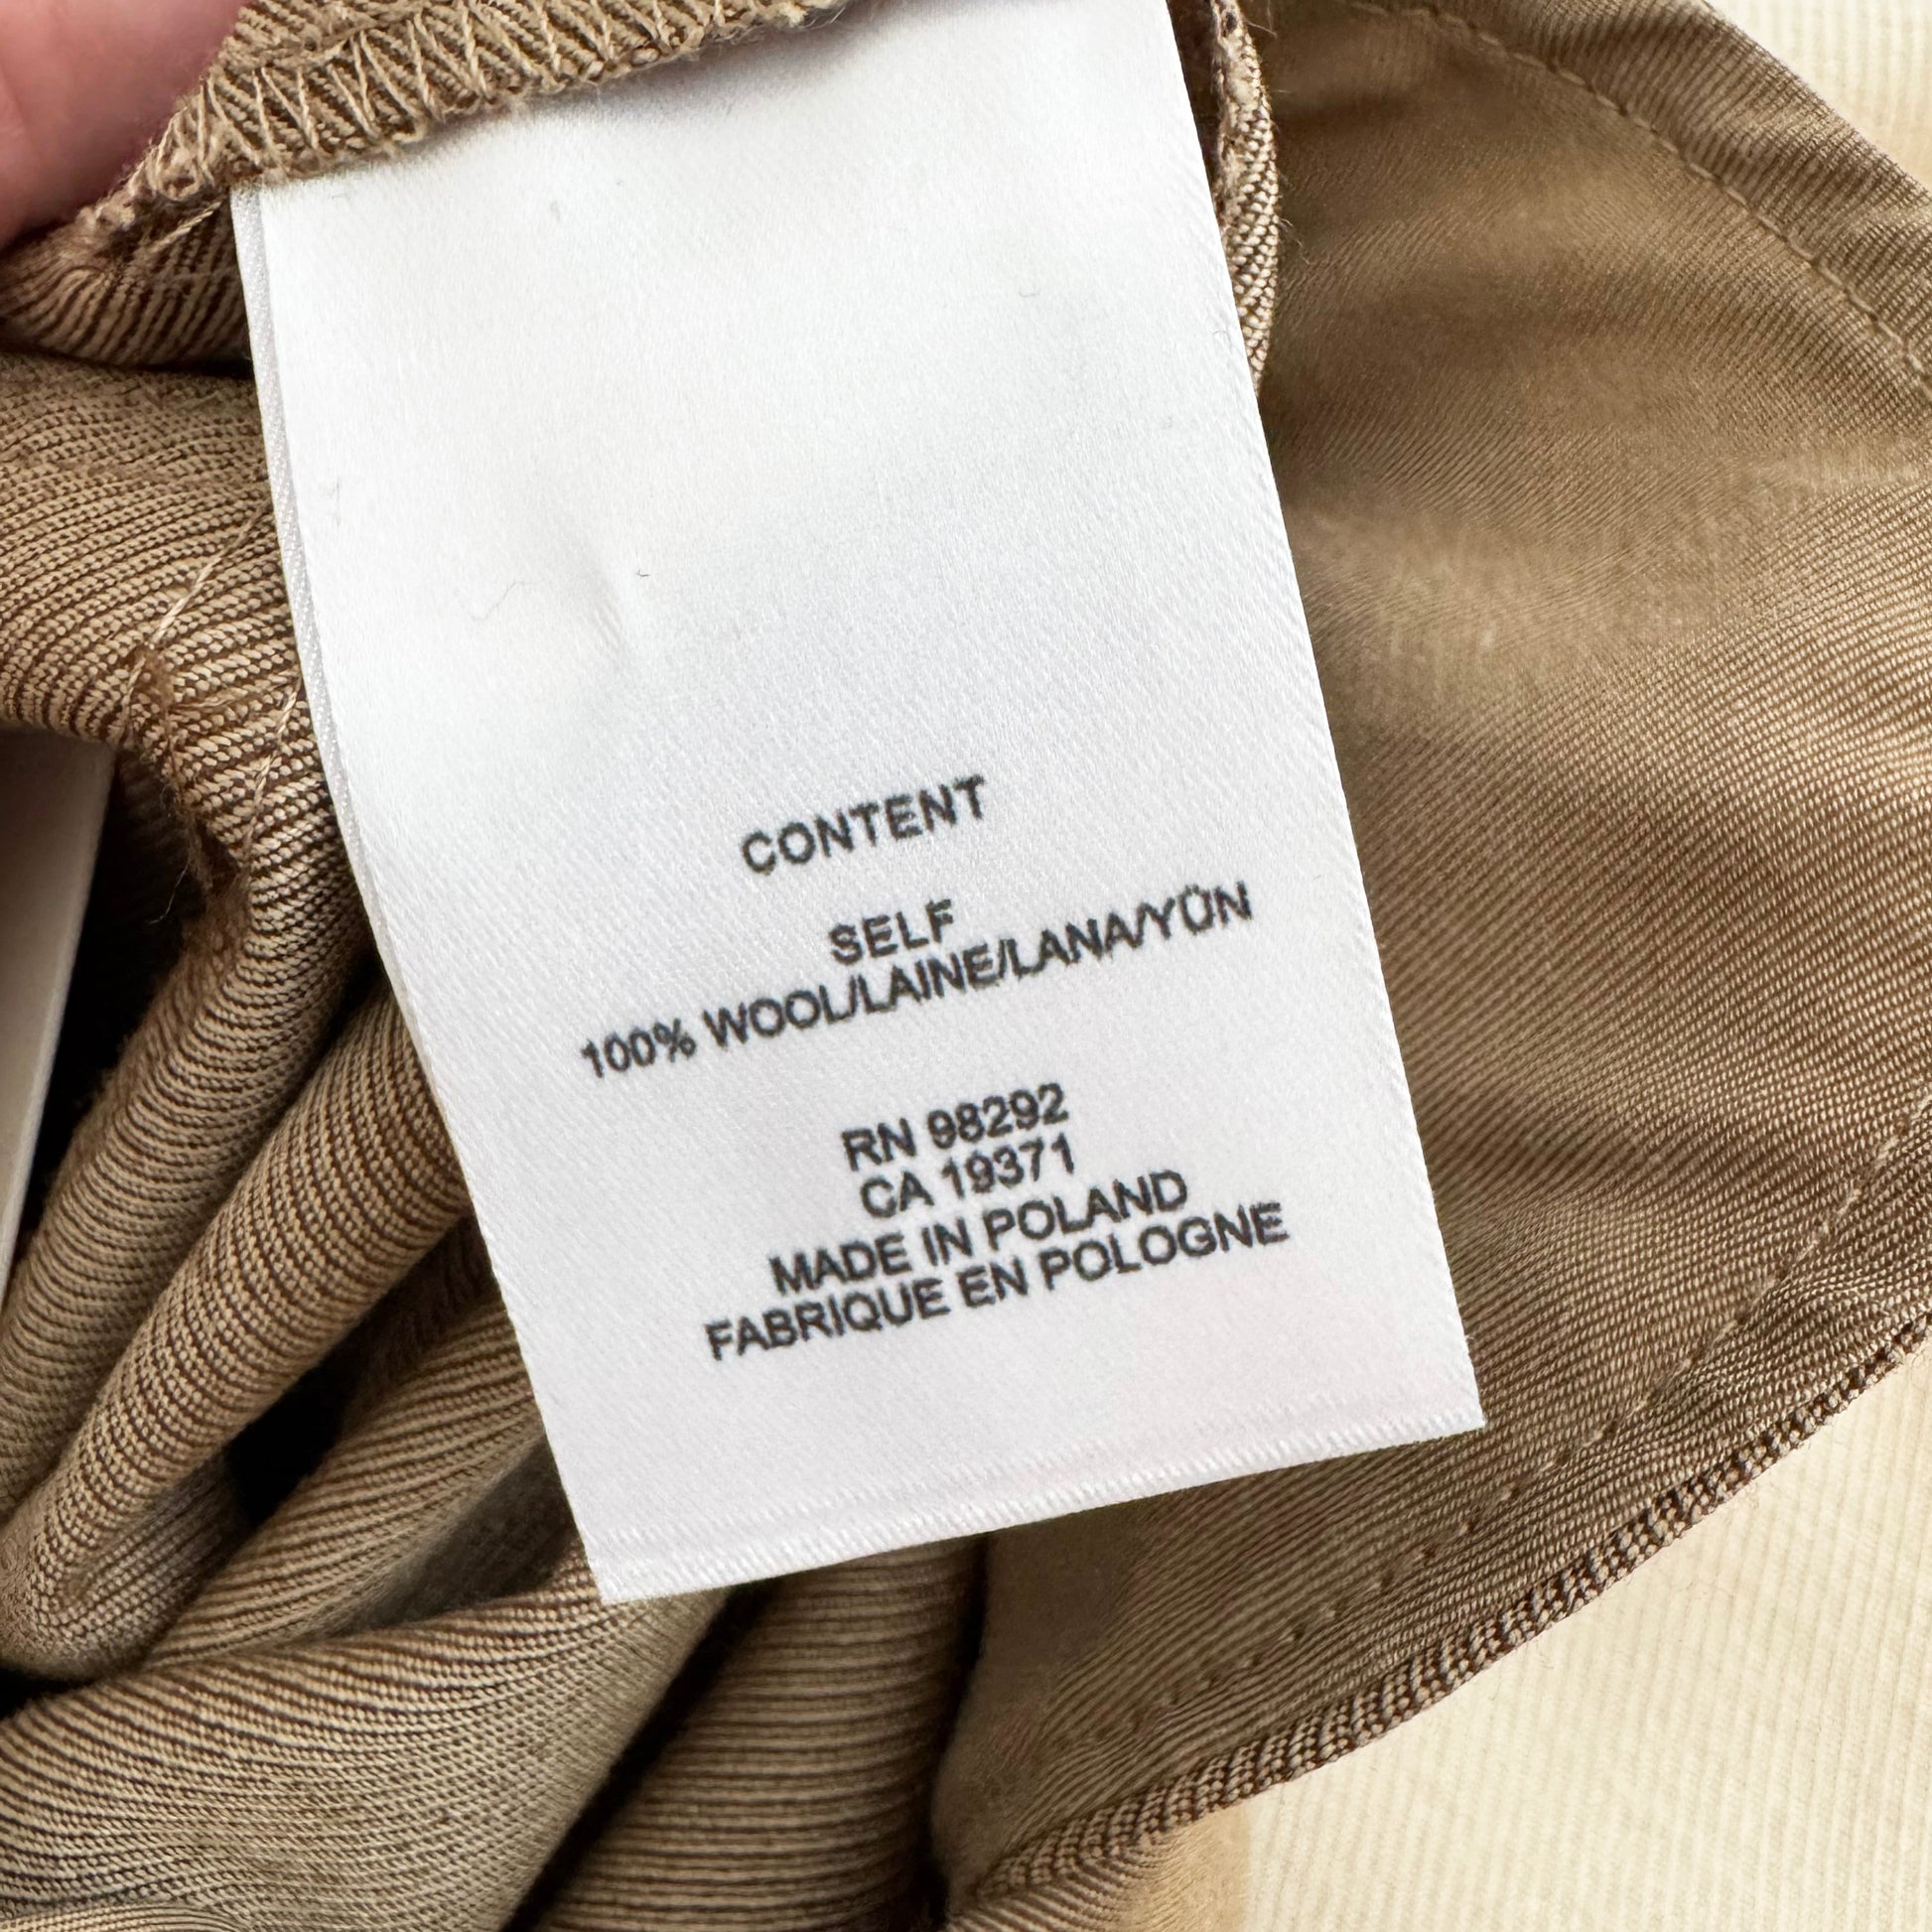 CONTENT
SELF
100% WOOL/LAINE/LANA/YÜN
RN 98292
CA 19371
MADE IN POLAND
FABRIQUE EN POLOGNE